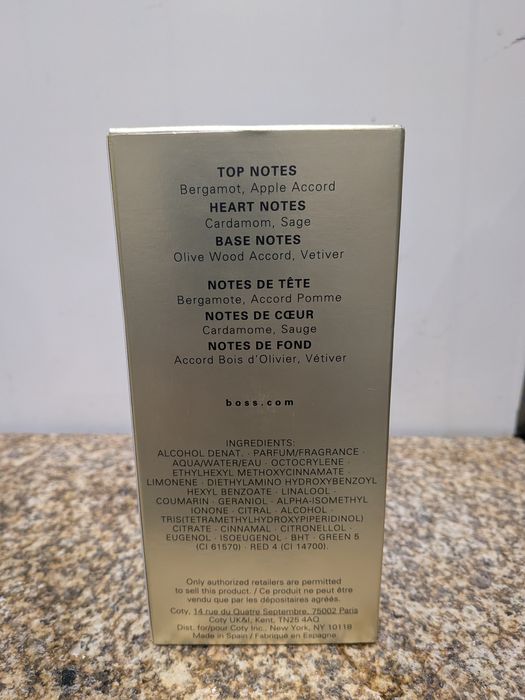 TOP NOTES
Bergamot, Apple Accord
HEART NOTES
Cardamom, Sage
BASE NOTES
Olive Wood Accord, Vetiver
NOTES DE TÊTE
Bergamote, Accord Pomme
NOTES DE CŒUR
Cardamome, Sauge
NOTES DE FOND
Accord Bois d'Olivier, Vétiver
boss.com
INGREDIENTS:
ALCOHOL DENAT. · PARFUM/FRAGRANCE ·
AQUA/WATER/EAU · OCTOCRYLENE ·
ETHYLHEXYL METHOXYCINNAMATE ·
LIMONENE · DIETHYLAMINO HYDROXYBENZOYL
HEXYL BENZOATE · LINALOOL ·
COUMARIN · GERANIOL · ALPHA-ISOMETHYL
IONONE · CITRAL · ALCOHOL ·
TRIS(TETRAMETHYLHYDROXYPIPERIDINOL)
CITRATE · CINNAMAL · CITRONELLOL ·
EUGENOL · ISOEUGENOL · BHT · GREEN 5
(CI 61570) · RED 4 (CI 14700).
Only authorized retailers are permitted
to sell this product. / Ce produit ne peut être
vendu que par les dépositaires agréés.
Coty, 14 rue du Quatre Septembre, 75002 Paris
Coty UK&I, Kent, TN25 4AQ
Dist. for/pour Coty Inc., New York, NY 10118
Made in Spain / Fabriqué en Espagne